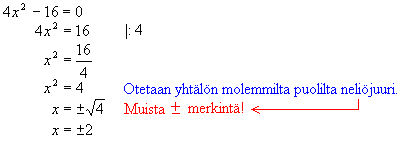 4x² − 16 = 0
4x² = 16 |: 4
x² = 16/4
x² = 4 Otetaan yhtälön molemmilta puolilta neliöjuuri.
x = ±√4 Muista ± merkintä!
x = ±2